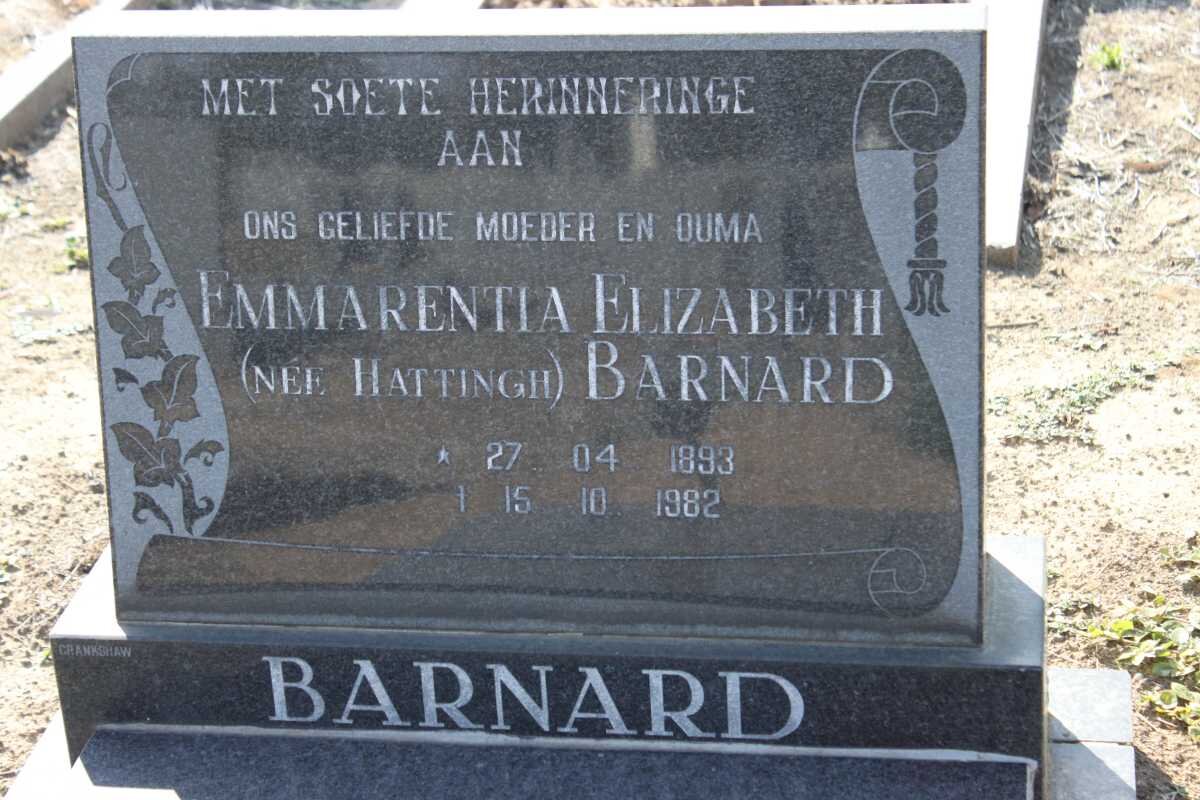 MET SOETE HERINNERINGE
AAN
ONS GELIEFDE MOEDER EN OUMA
EMMARENTIA ELIZABETH
(NÉE HATTINGH) BARNARD
* 27. 04. 1893
† 15. 10. 1982
CRANKSHAW
BARNARD